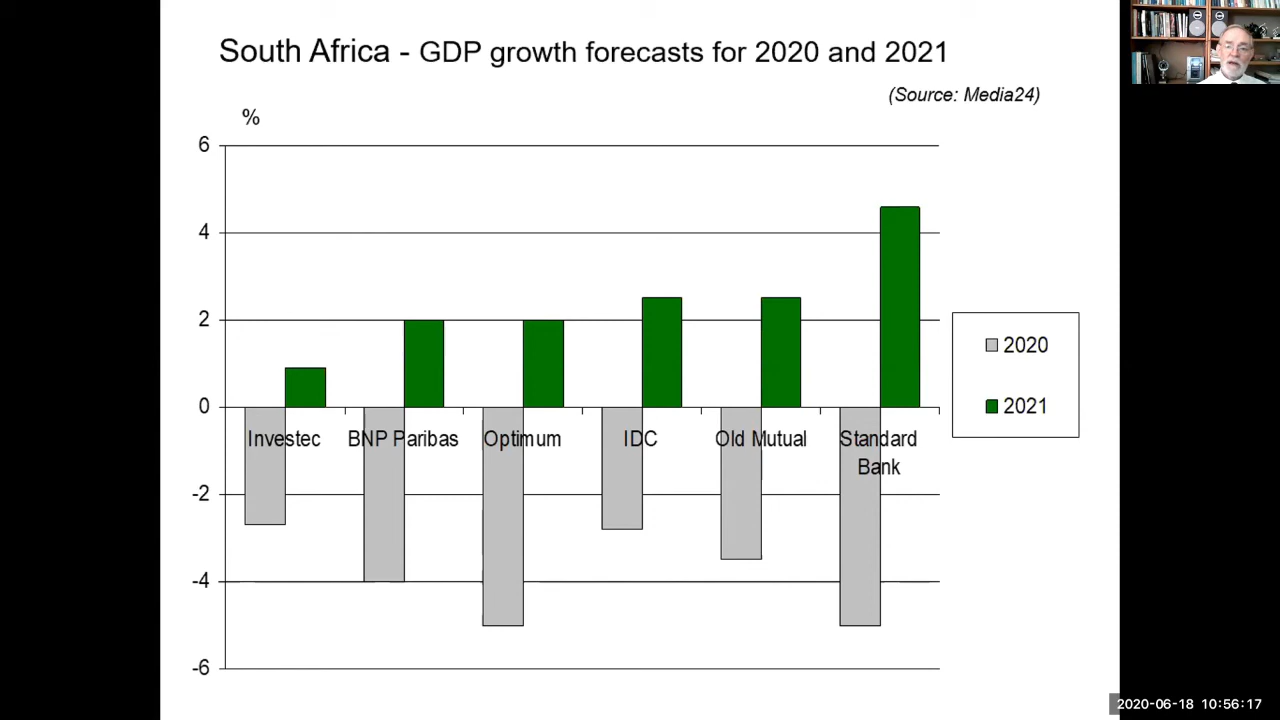 South Africa - GDP growth forecasts for 2020 and 2021
(Source: Media24)
%
6
4
2
0
-2
-4
-6
Investec
BNP Paribas
Optimum
IDC
Old Mutual
Standard
Bank
2020
2021
2020-06-18 10:56:17